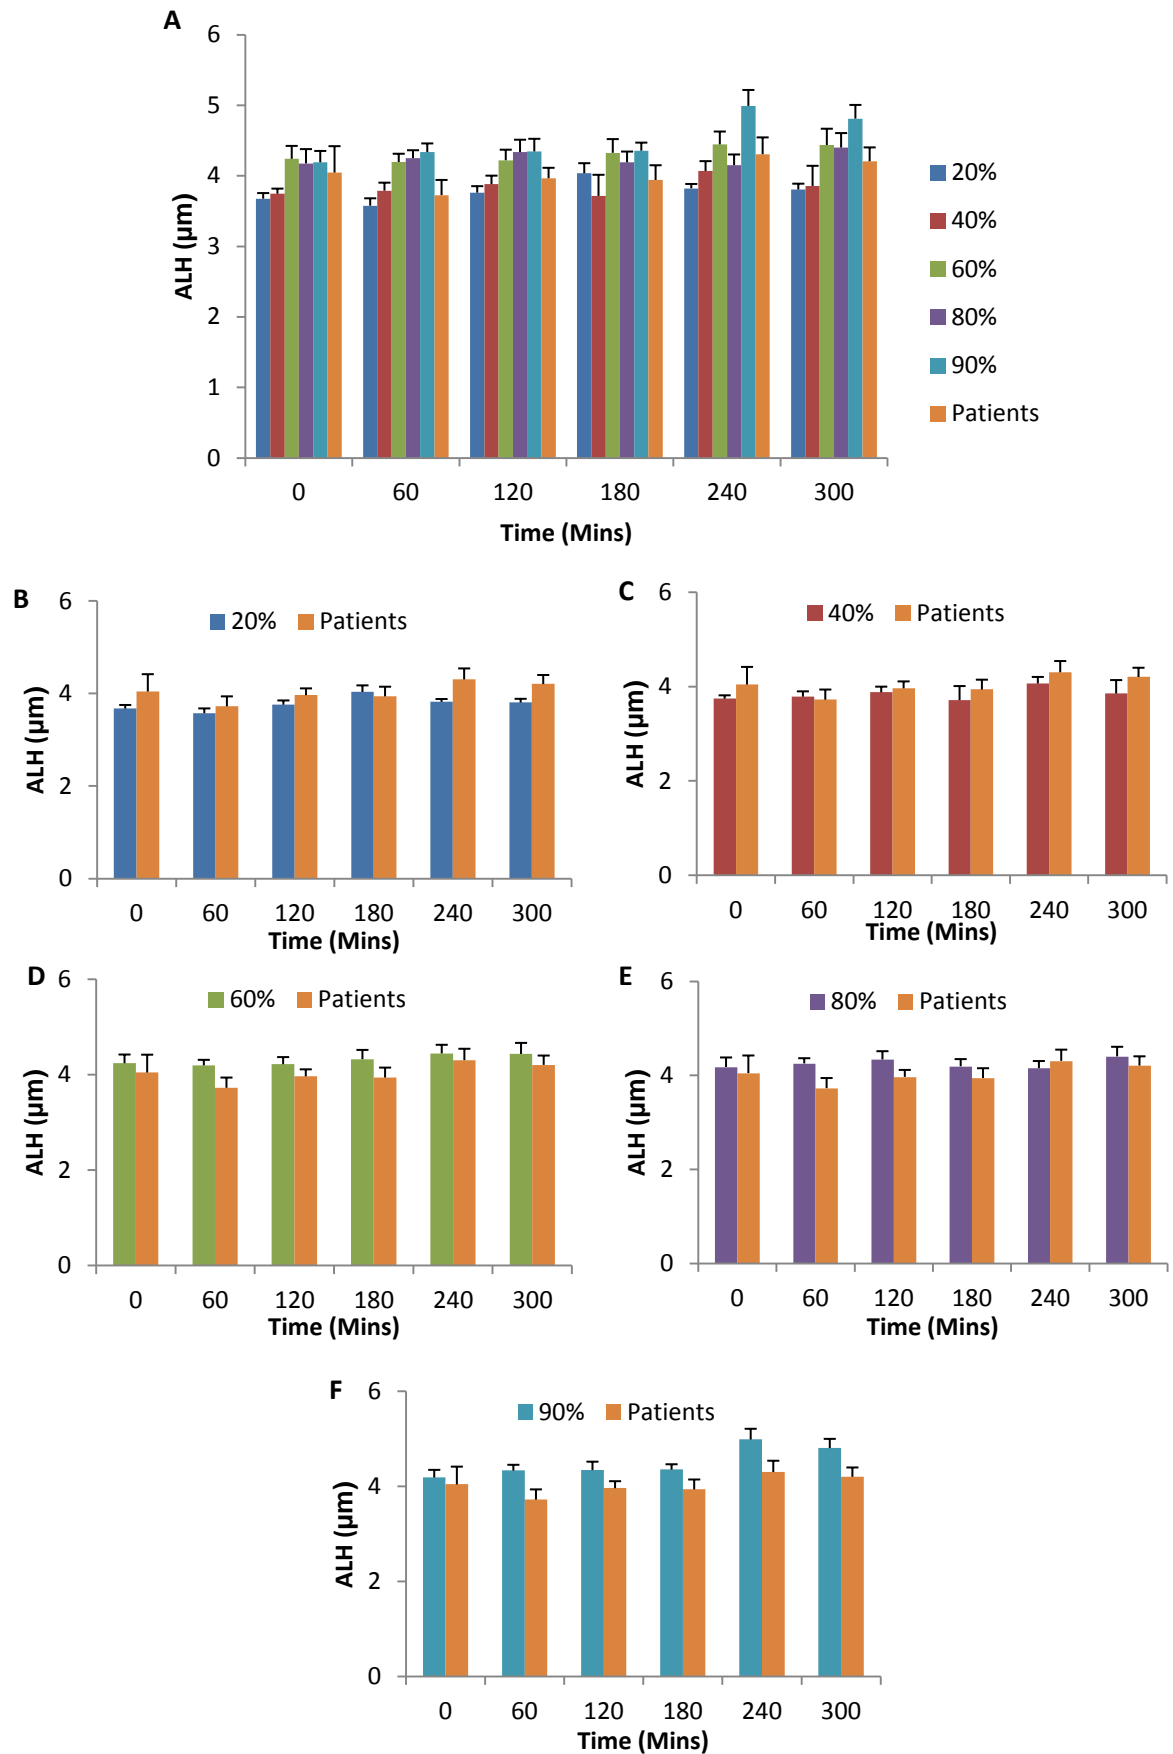 A
6
5
4
3
2
1
0
ALH (µm)
0 60 120 180 240 300
Time (Mins)
20%
40%
60%
80%
90%
Patients
B
6
4
2
0
ALH (µm)
20% Patients
0 60 120 180 240 300
Time (Mins)
C
6
4
2
0
ALH (µm)
40% Patients
0 60 120 180 240 300
Time (Mins)
D
6
4
2
0
ALH (µm)
60% Patients
0 60 120 180 240 300
Time (Mins)
E
6
4
2
0
ALH (µm)
80% Patients
0 60 120 180 240 300
Time (Mins)
F
6
4
2
0
ALH (µm)
90% Patients
0 60 120 180 240 300
Time (Mins)